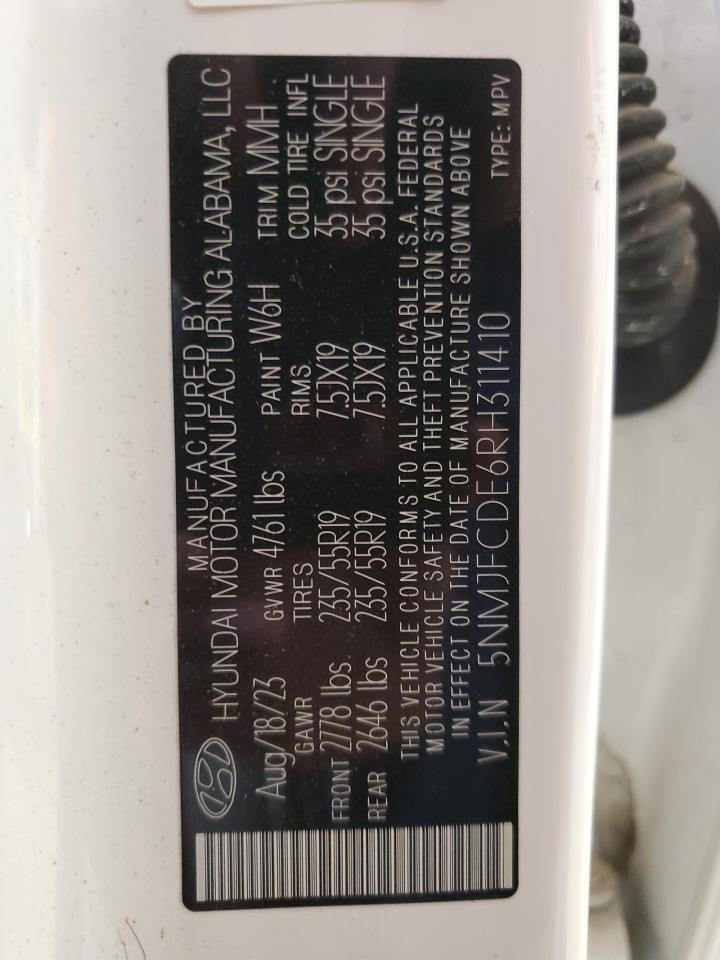 MANUFACTURED BY
HYUNDAI MOTOR MANUFACTURING ALABAMA, LLC
Aug/18/23 GVWR 4761 lbs PAINT W6H TRIM MMH
GAWR TIRES RIMS COLD TIRE INFL
FRONT 2778 lbs 235/55R19 7.5JX19 35 psi SINGLE
REAR 2646 lbs 235/55R19 7.5JX19 35 psi SINGLE
THIS VEHICLE CONFORMS TO ALL APPLICABLE U.S.A. FEDERAL
MOTOR VEHICLE SAFETY AND THEFT PREVENTION STANDARDS
IN EFFECT ON THE DATE OF MANUFACTURE SHOWN ABOVE
V.I.N 5NMJFCDE6RH311410 TYPE: MPV